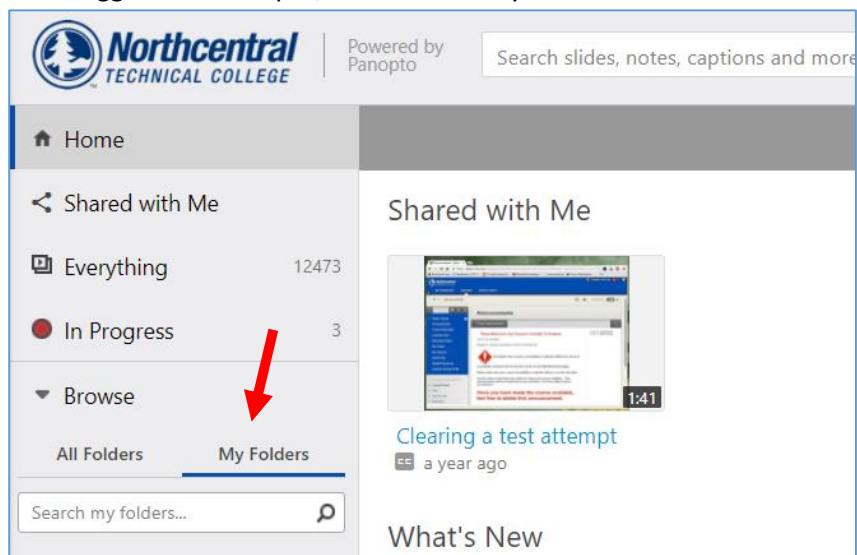 Northcentral
TECHNICAL COLLEGE
Powered by
Panopto
Search slides, notes, captions and more
Home
Shared with Me
Everything 12473
In Progress 3
Browse
All Folders My Folders
Search my folders...
Shared with Me
Announcements
1:41
Clearing a test attempt
CC a year ago
What's New